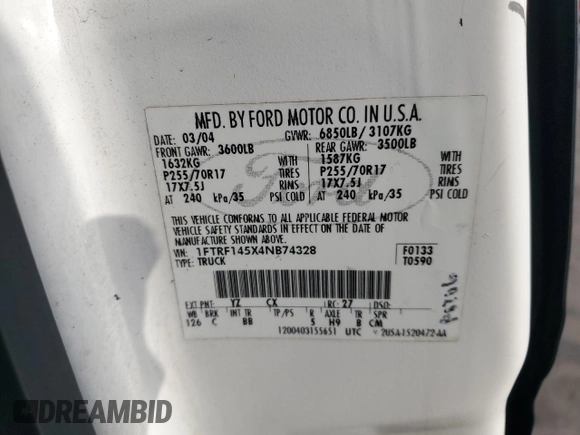 MFD. BY FORD MOTOR CO. IN U.S.A.
DATE: 03/04 GVWR: 6850LB/ 3107KG
FRONT GAWR: 3600LB REAR GAWR: 3500LB
1632KG WITH 1587KG WITH
P255/70R17 TIRES P255/70R17 TIRES
17X7.5J RIMS 17X7.5J RIMS
AT 240 kPa/35 PSI COLD AT 240 kPa/35 PSI COLD
THIS VEHICLE CONFORMS TO ALL APPLICABLE FEDERAL MOTOR
VEHICLE SAFETY STANDARDS IN EFFECT ON THE DATE OF
MANUFACTURE SHOWN ABOVE.
VIN: 1FTRF145X4NB74328 F0133
TYPE: TRUCK T0590
EXT PNT: YZ CX RC: 27 DSO:
WB BRK INT TR TP/PS R AXLE TR SPR
126 C BB 5 H9 B CM
1200403155651 UTC
Ford
DREAMBID